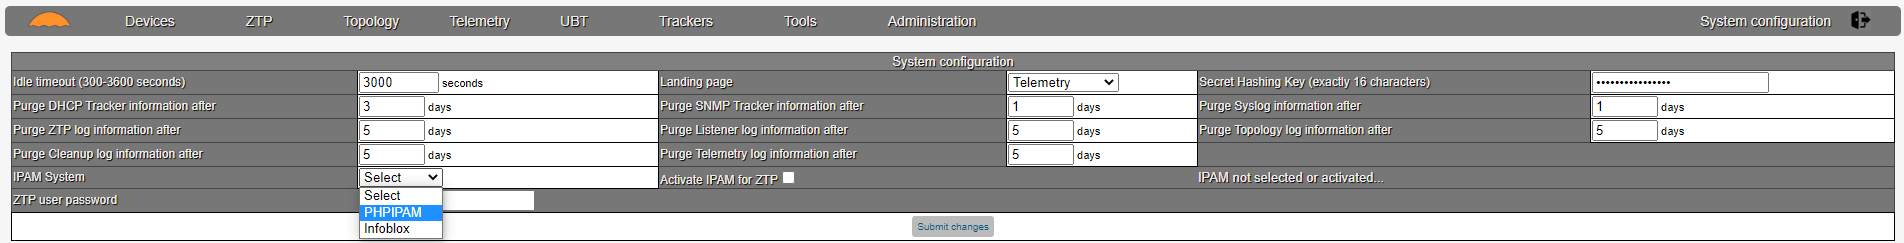 Devices ZTP Topology Telemetry UBT Trackers Tools Administration System configuration
System configuration
Idle timeout (300-3600 seconds) 3000 seconds Landing page Telemetry Secret Hashing Key (exactly 16 characters) ••••••••••••••••
Purge DHCP Tracker information after 3 days Purge SNMP Tracker information after 1 days Purge Syslog information after 1 days
Purge ZTP log information after 5 days Purge Listener log information after 5 days Purge Topology log information after 5 days
Purge Cleanup log information after 5 days Purge Telemetry log information after 5 days
IPAM System Select Activate IPAM for ZTP IPAM not selected or activated...
Select
ZTP user password PHPIPAM
Infoblox
Submit changes